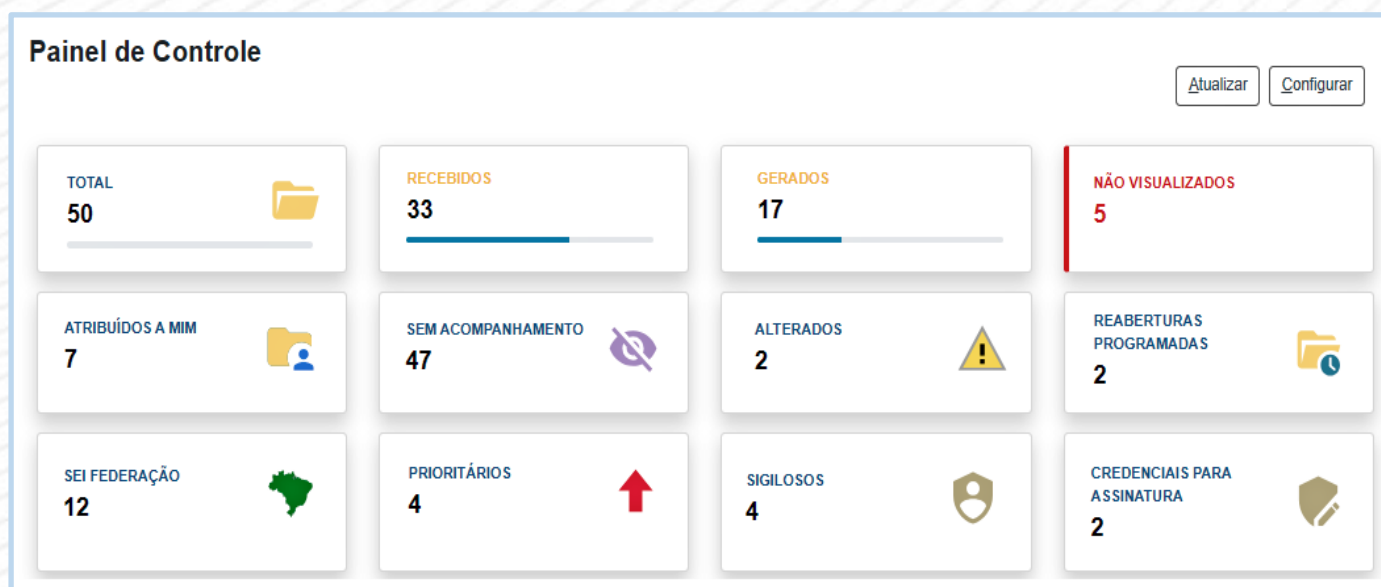 Painel de Controle
Atualizar
Configurar
TOTAL
50
RECEBIDOS
33
GERADOS
17
NÃO VISUALIZADOS
5
ATRIBUÍDOS A MIM
7
SEM ACOMPANHAMENTO
47
ALTERADOS
2
REABERTURAS
PROGRAMADAS
2
SEI FEDERAÇÃO
12
PRIORITÁRIOS
4
SIGILOSOS
4
CREDENCIAIS PARA
ASSINATURA
2